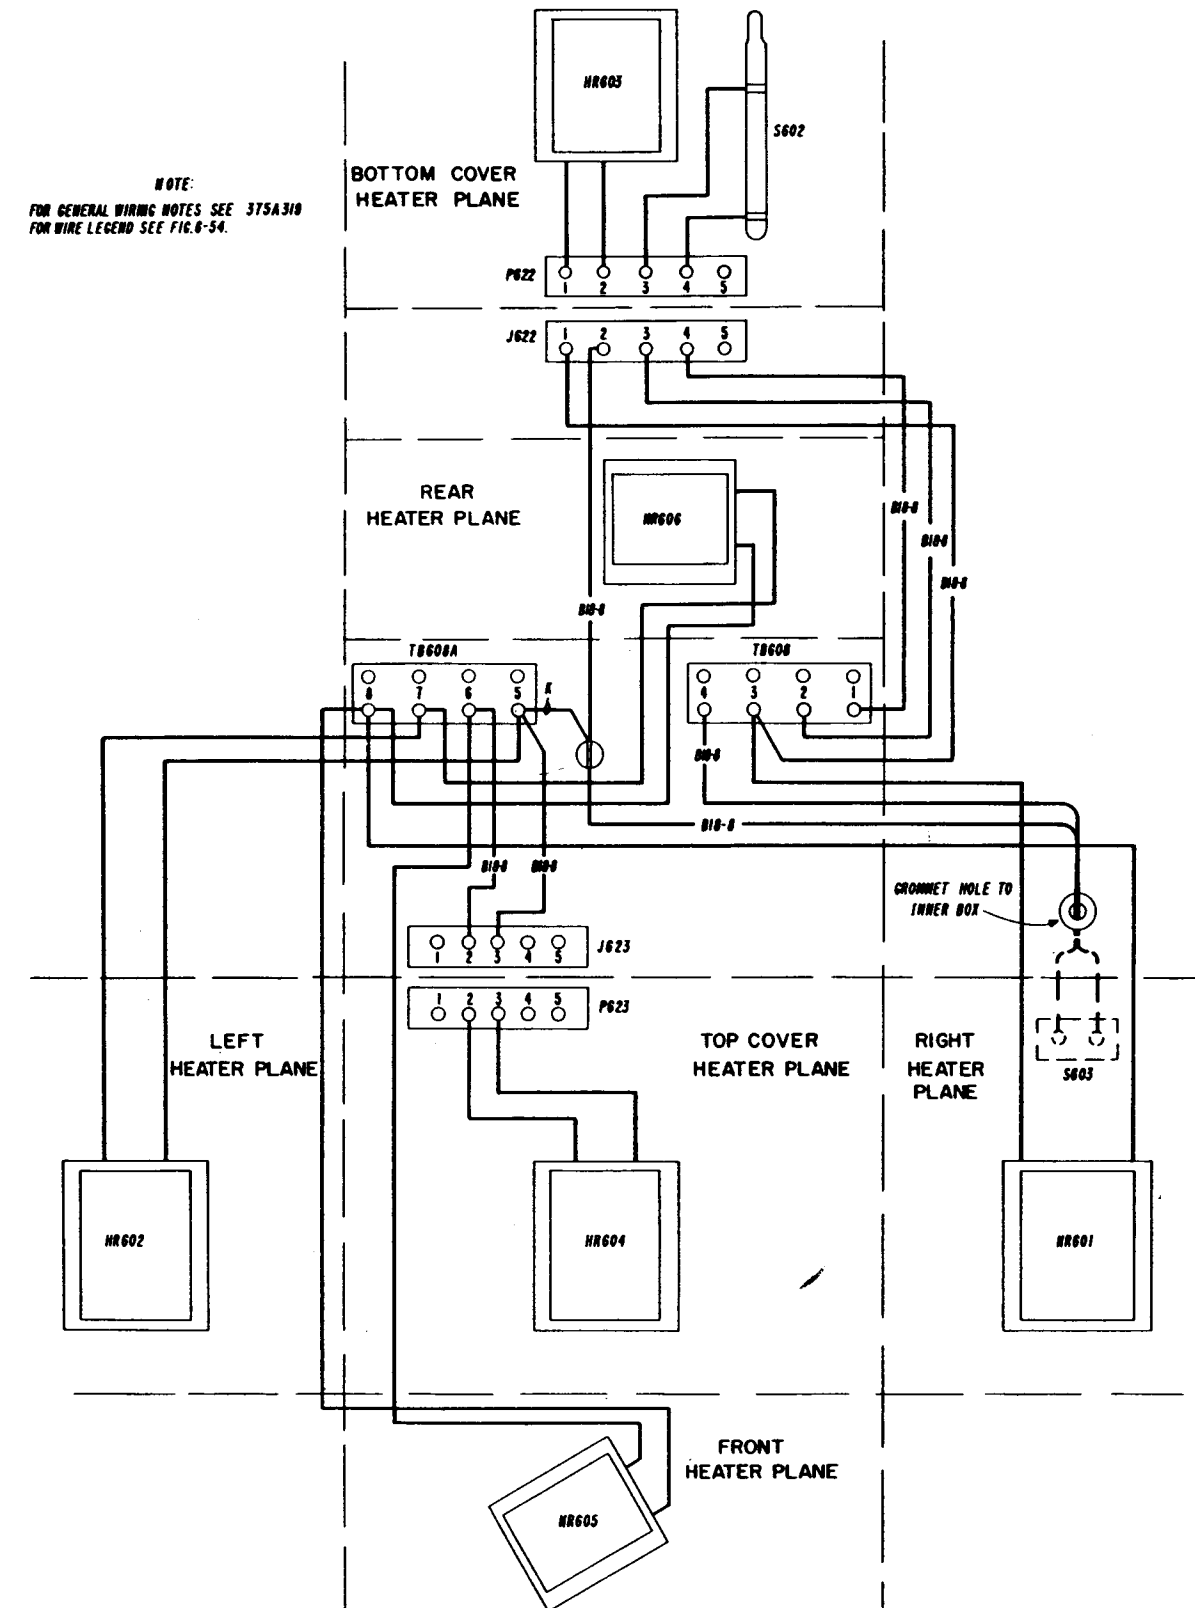 HR603
S602
BOTTOM COVER
HEATER PLANE
NOTE:
FOR GENERAL WIRING NOTES SEE 375A319
FOR WIRE LEGEND SEE FIG.6-54.
P622
1 2 3 4 5
J622
1 2 3 4 5
REAR
HEATER PLANE
HR606
B18-8
B18-8
B18-8
B18-8
TB608A
8 7 6 5
K
TB608
4 3 2 1
B18-8
B18-8
B18-8
B18-8
GROMMET HOLE TO
INNER BOX
J623
1 2 3 4 5
P623
1 2 3 4 5
LEFT
HEATER PLANE
TOP COVER
HEATER PLANE
RIGHT
HEATER
PLANE
S603
HR602
HR604
HR601
FRONT
HEATER PLANE
HR605